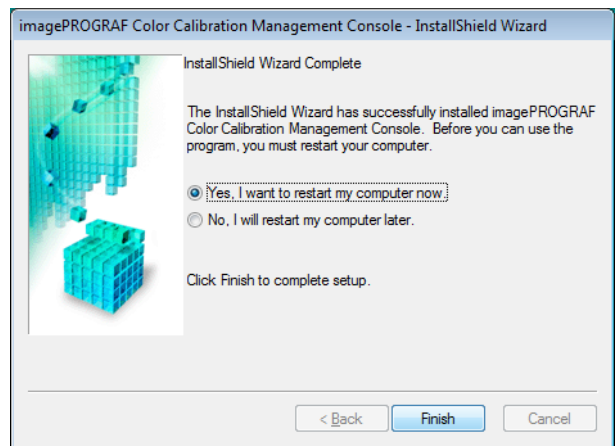 imagePROGRAF Color Calibration Management Console - InstallShield Wizard
InstallShield Wizard Complete
The InstallShield Wizard has successfully installed imagePROGRAF
Color Calibration Management Console. Before you can use the
program, you must restart your computer.
Yes, I want to restart my computer now.
No, I will restart my computer later.
Click Finish to complete setup.
< Back
Finish
Cancel